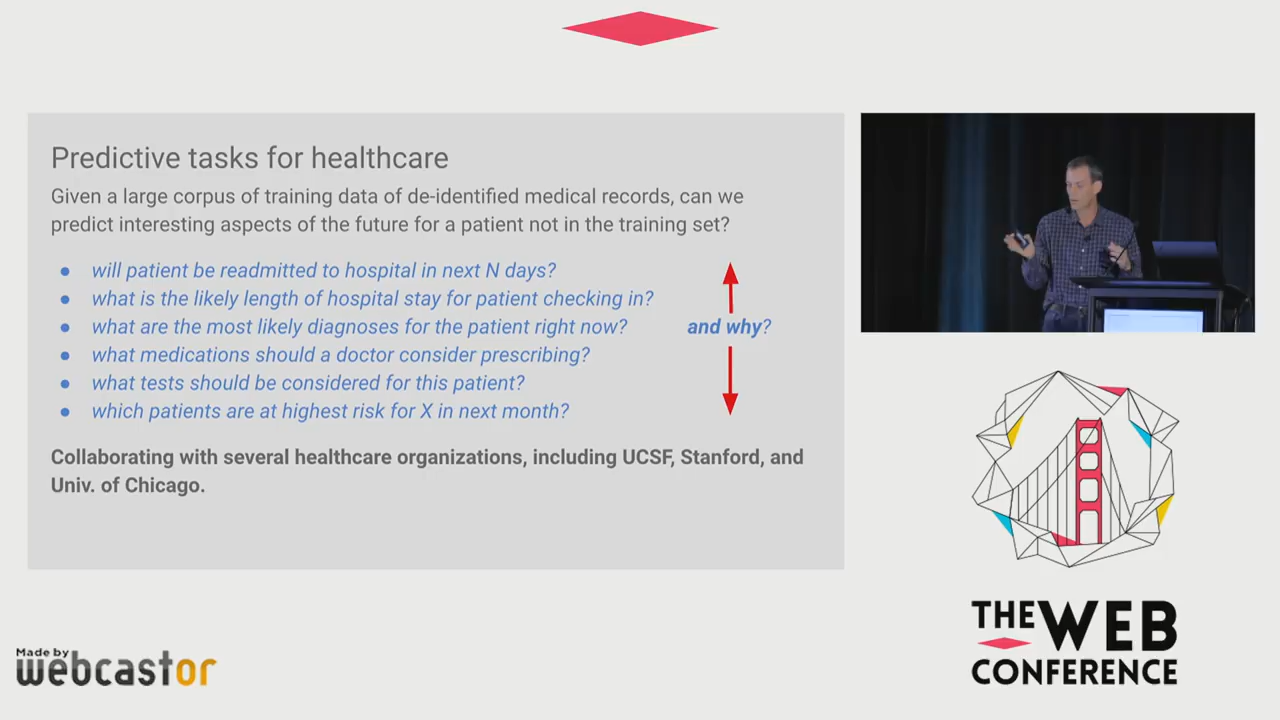 Predictive tasks for healthcare
Given a large corpus of training data of de-identified medical records, can we
predict interesting aspects of the future for a patient not in the training set?
● will patient be readmitted to hospital in next N days?
● what is the likely length of hospital stay for patient checking in?
● what are the most likely diagnoses for the patient right now?
and why?
● what medications should a doctor consider prescribing?
● what tests should be considered for this patient?
● which patients are at highest risk for X in next month?
Collaborating with several healthcare organizations, including UCSF, Stanford, and
Univ. of Chicago.
THE WEB
CONFERENCE
Made by
webcastor